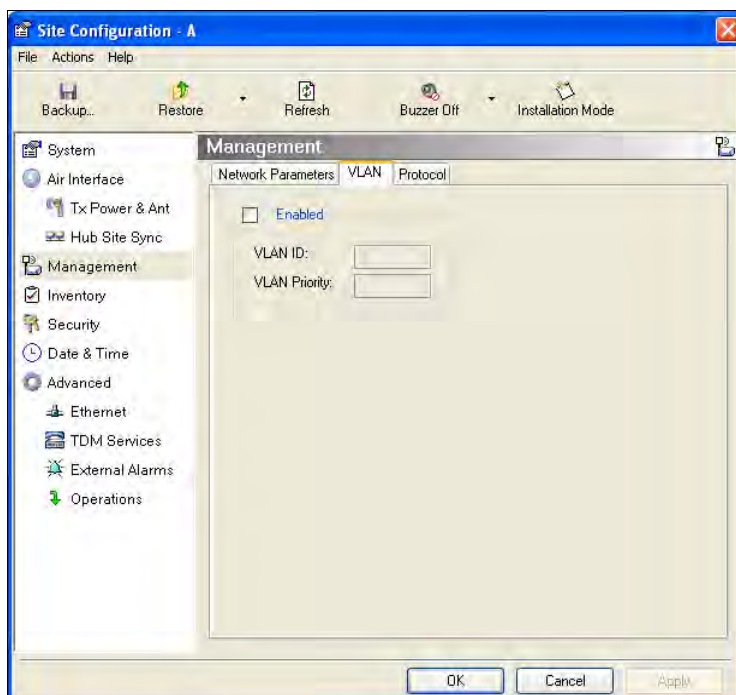 Site Configuration - A
File Actions Help
Backup... Restore Refresh Buzzer Off Installation Mode
System
Air Interface
Tx Power & Ant
Hub Site Sync
Management
Inventory
Security
Date & Time
Advanced
Ethernet
TDM Services
External Alarms
Operations
Management
Network Parameters VLAN Protocol
Enabled
VLAN ID:
VLAN Priority:
OK Cancel Apply